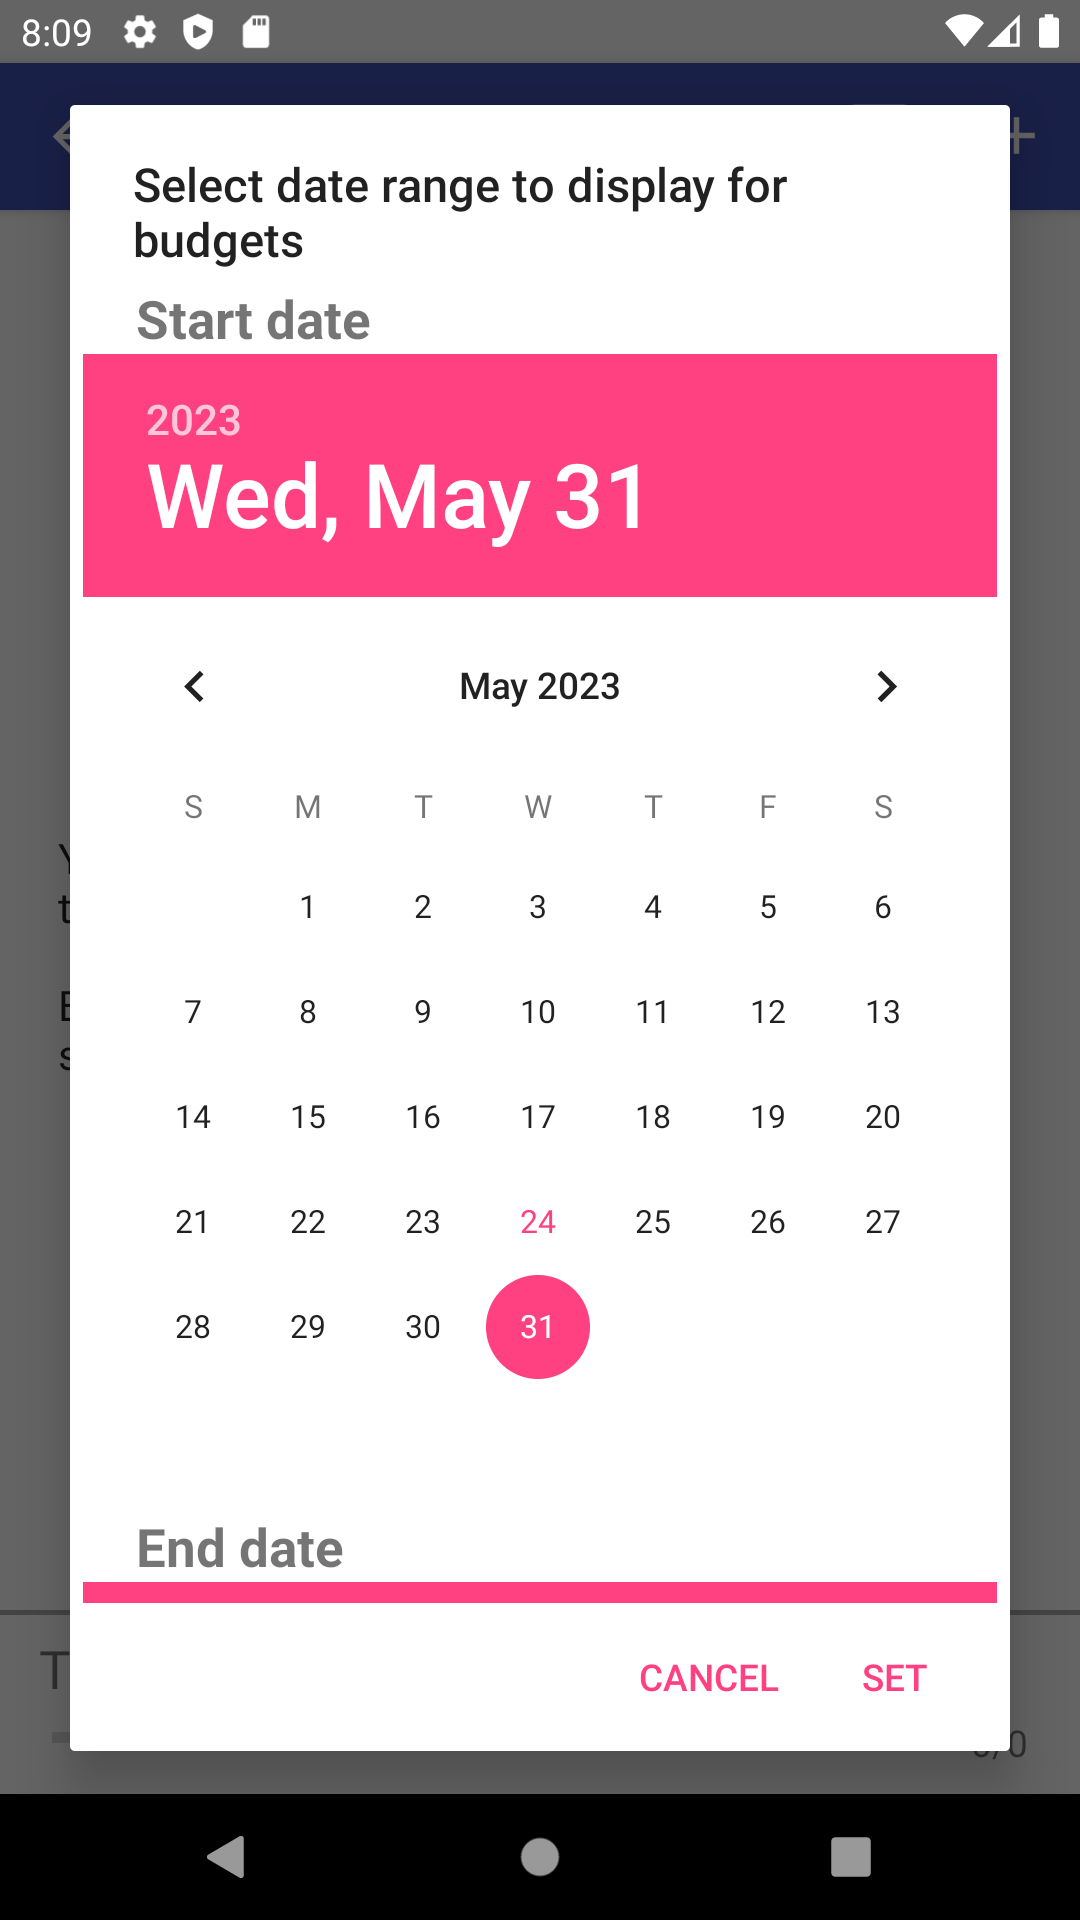 8:09
Select date range to display for
budgets
Start date
2023
Wed, May 31
May 2023
S M T W T F S
1 2 3 4 5 6
7 8 9 10 11 12 13
14 15 16 17 18 19 20
21 22 23 24 25 26 27
28 29 30 31
End date
CANCEL SET